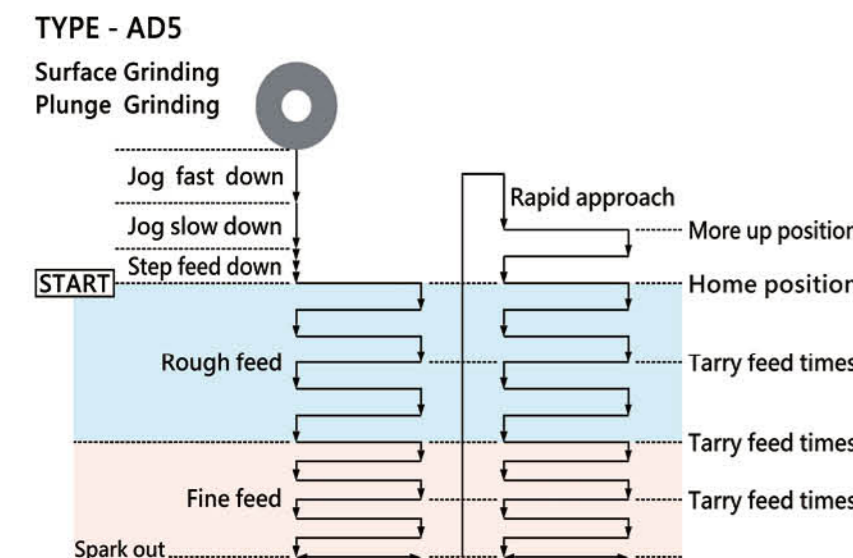 TYPE - AD5
Surface Grinding
Plunge Grinding
Jog fast down
Rapid approach
Jog slow down
More up position
Step feed down
START
Home position
Rough feed
Tarry feed times
Tarry feed times
Fine feed
Tarry feed times
Spark out